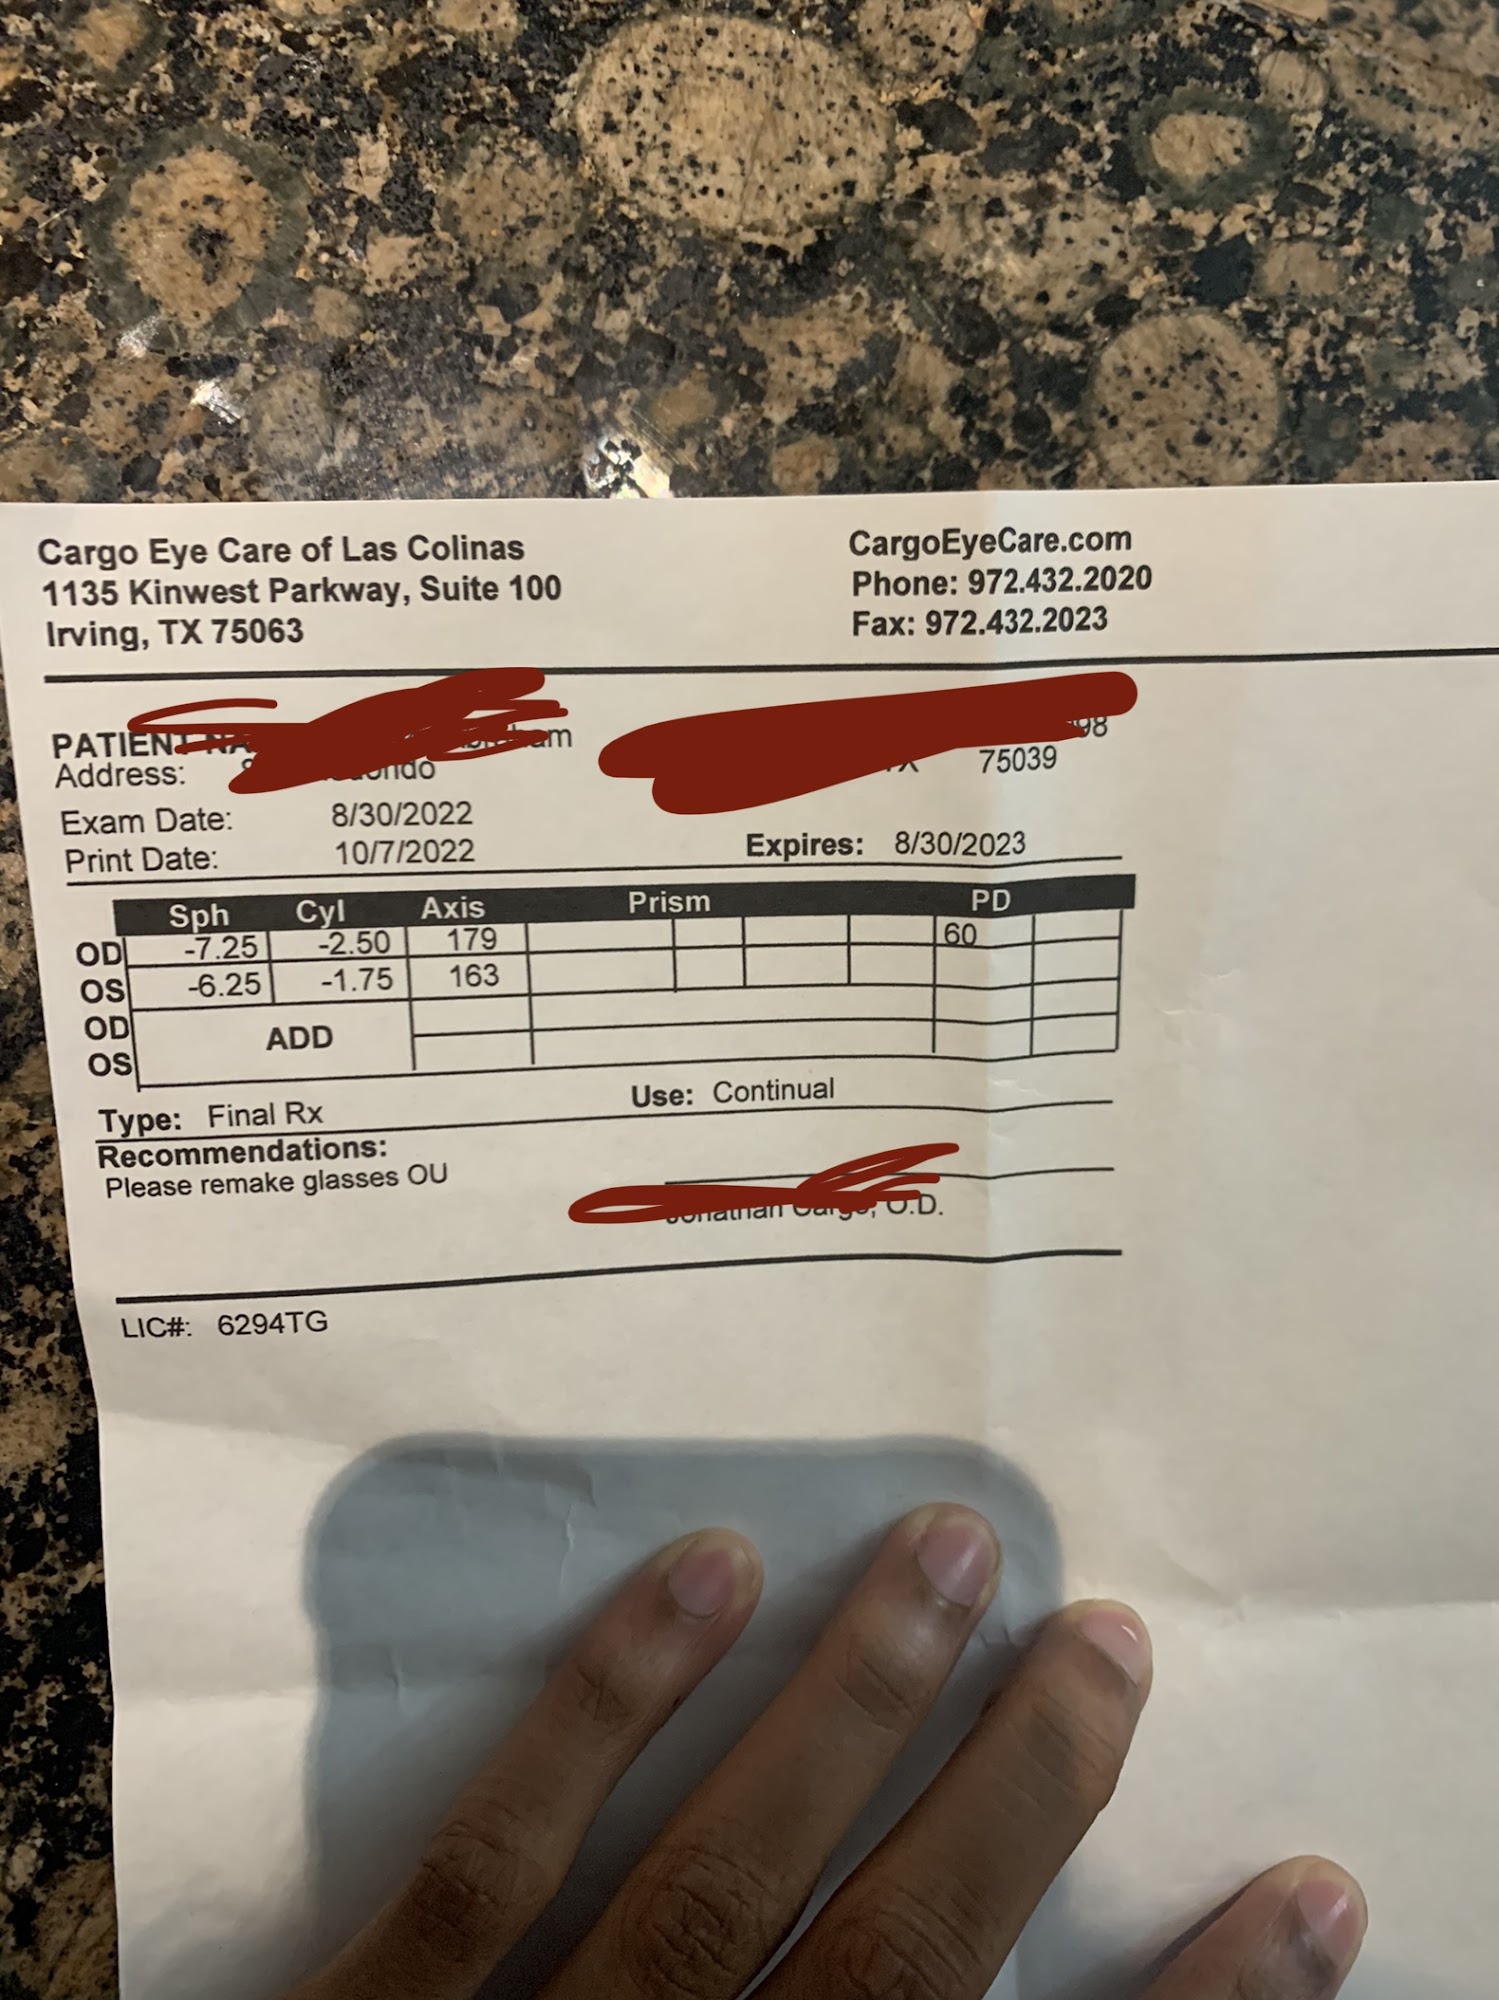 Cargo Eye Care of Las Colinas
1135 Kinwest Parkway, Suite 100
Irving, TX 75063
CargoEyeCare.com
Phone: 972.432.2020
Fax: 972.432.2023
PATIENT
Address:
98
75039
Exam Date: 8/30/2022
Print Date: 10/7/2022
Expires: 8/30/2023
Sph Cyl Axis Prism PD
OD -7.25 -2.50 179 60
OS -6.25 -1.75 163
OD
ADD
OS
Type: Final Rx
Use: Continual
Recommendations:
Please remake glasses OU
O.D.
LIC#: 6294TG